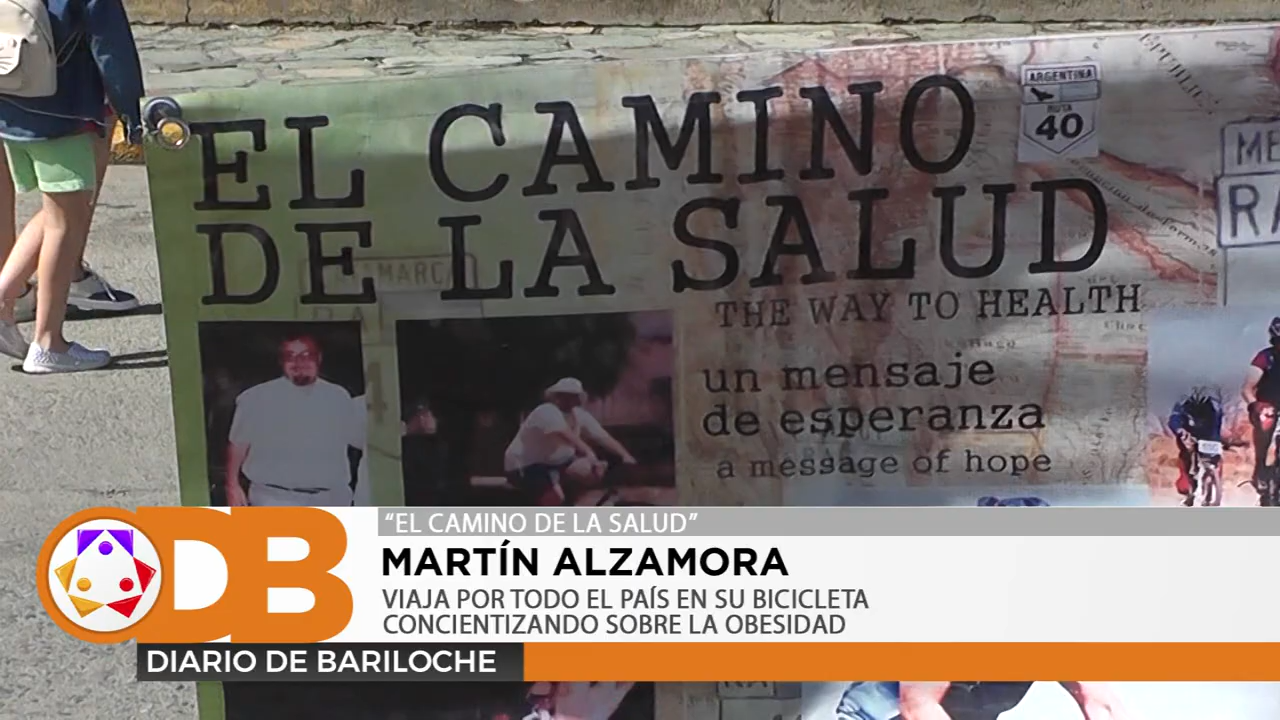 EL CAMINO
DE LA SALUD
ARGENTINA
RUTA
40
THE WAY TO HEALTH
un mensaje
de esperanza
a message of hope
DB
"EL CAMINO DE LA SALUD"
MARTÍN ALZAMORA
VIAJA POR TODO EL PAÍS EN SU BICICLETA
CONCIENTIZANDO SOBRE LA OBESIDAD
DIARIO DE BARILOCHE